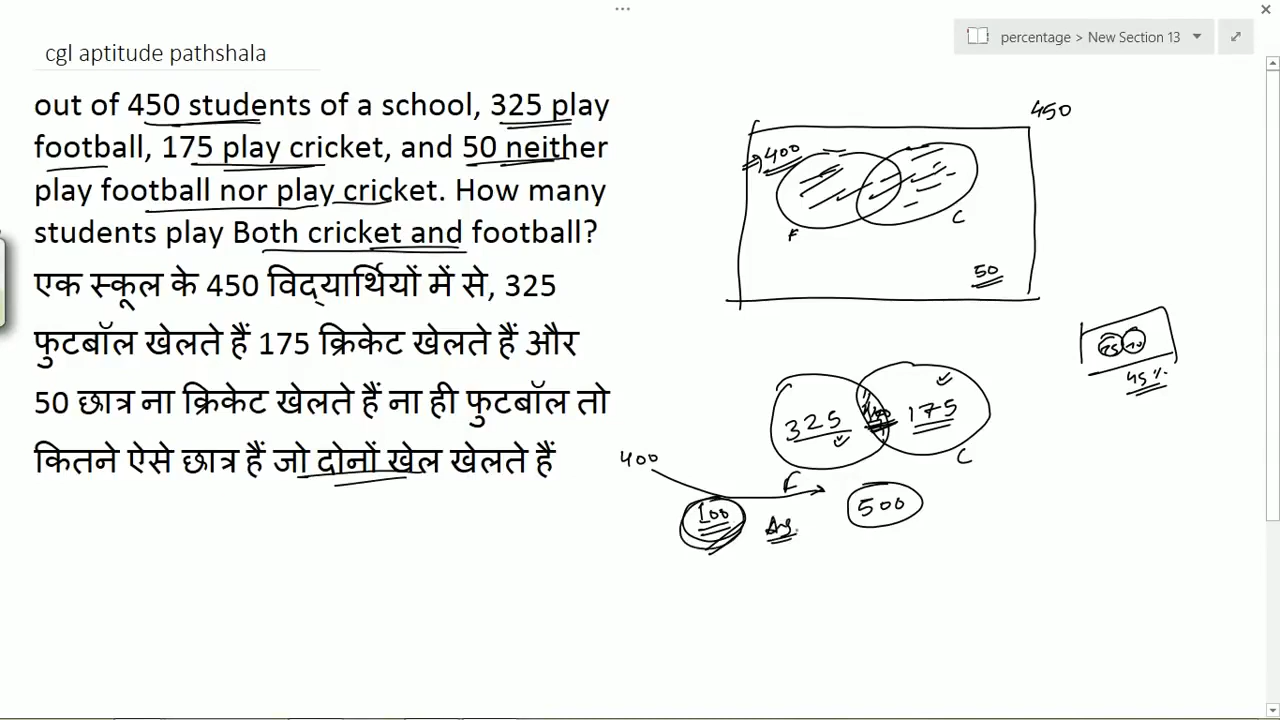 percentage > New Section 13
cgl aptitude pathshala
out of 450 students of a school, 325 play
football, 175 play cricket, and 50 neither
play football nor play cricket. How many
students play Both cricket and football?
एक स्कूल के 450 विद्यार्थियों में से, 325
फुटबॉल खेलते हैं 175 क्रिकेट खेलते हैं और
50 छात्र ना क्रिकेट खेलते हैं ना ही फुटबॉल तो
कितने ऐसे छात्र हैं जो दोनों खेल खेलते हैं
450
400
F
C
50
45 %
325
100
175
F
C
400
100
Ans
500